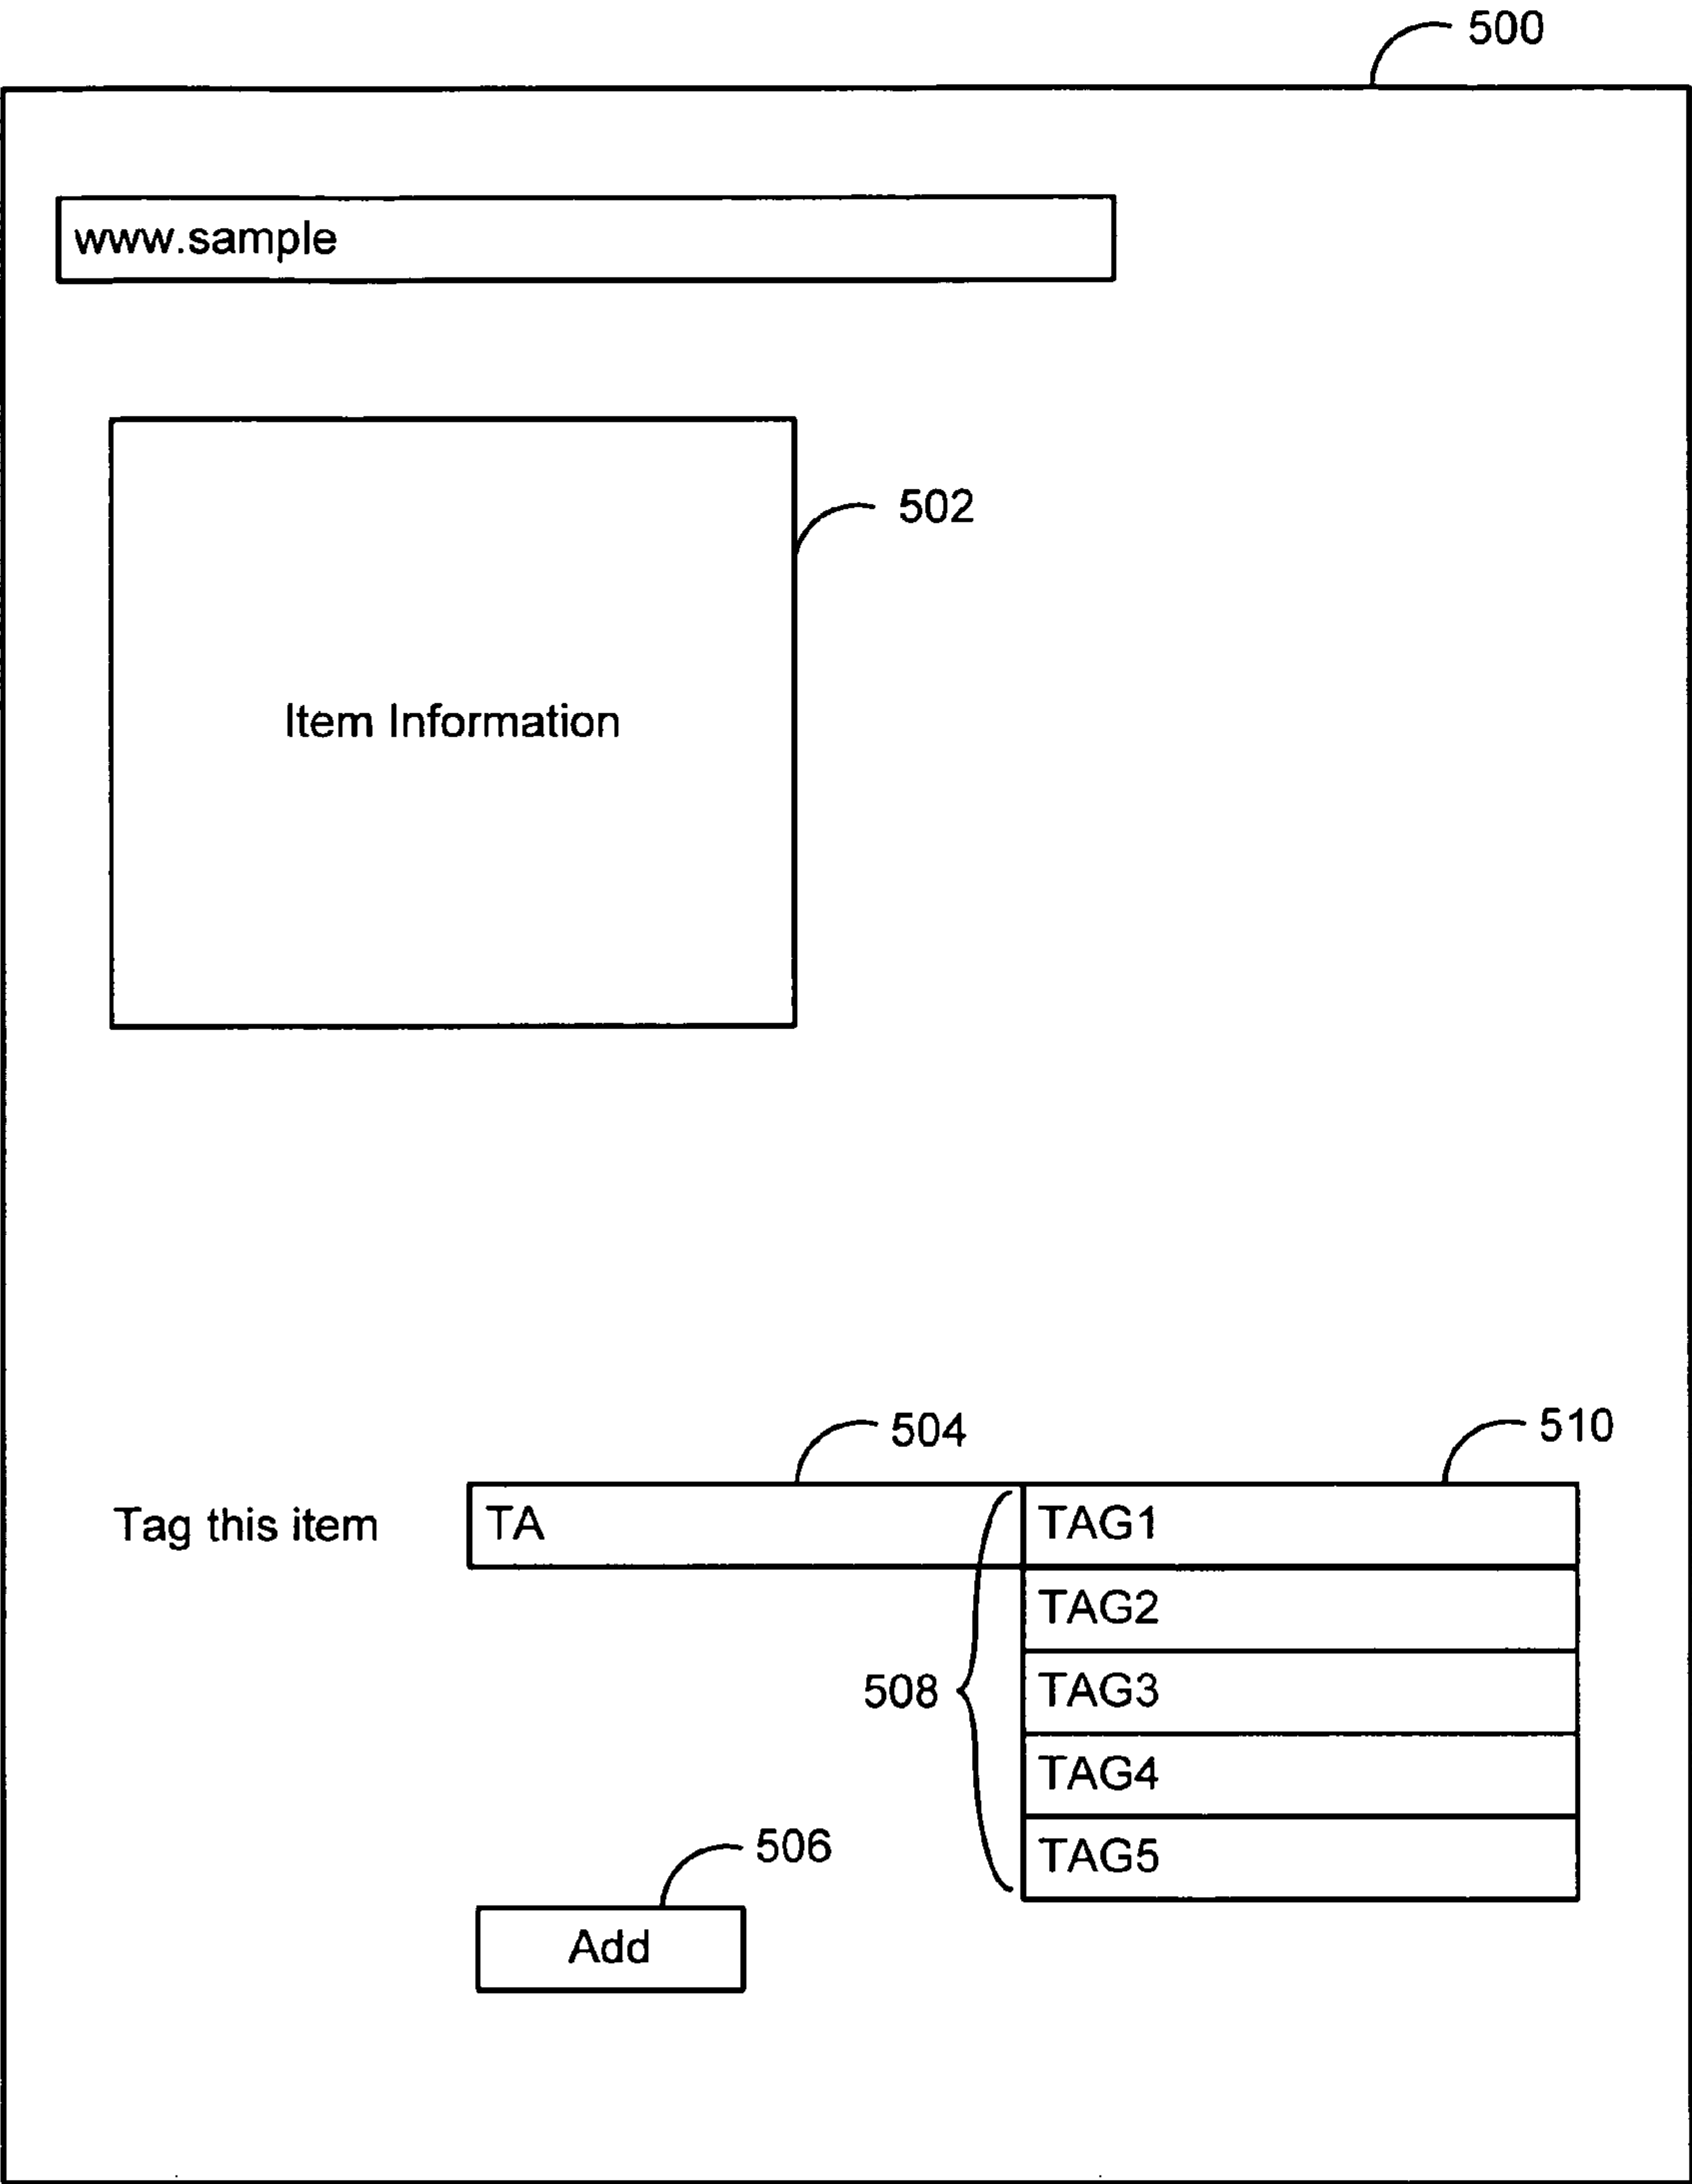 500
www.sample
502
Item Information
504
510
Tag this item
TA
TAG1
TAG2
508
TAG3
TAG4
506
TAG5
Add